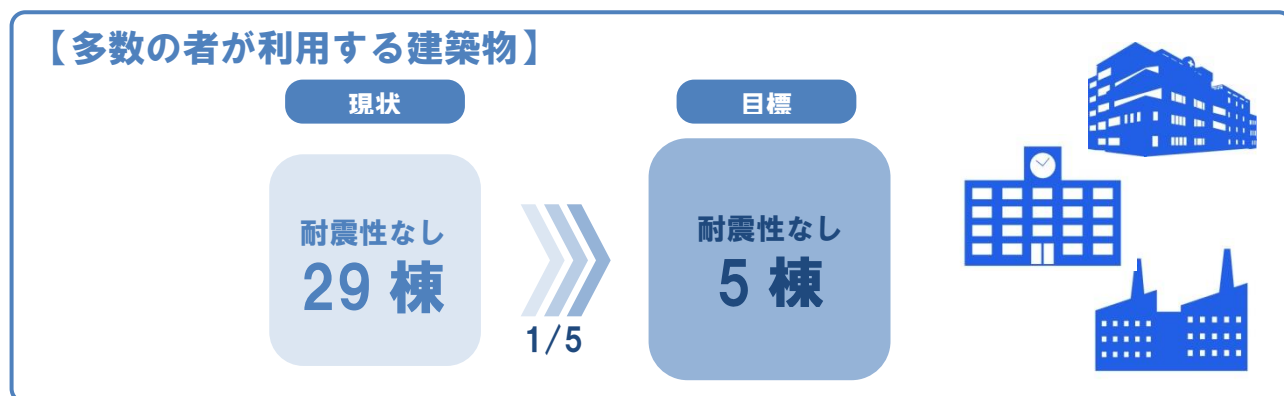 【多数の者が利用する建築物】
現状
目標
耐震性なし
29 棟
1/5
耐震性なし
5 棟